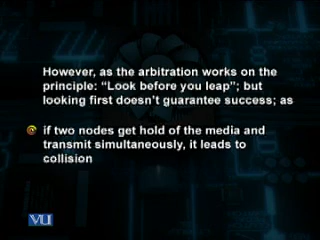 However, as the arbitration works on the
principle: “Look before you leap”; but
looking first doesn’t guarantee success; as
if two nodes get hold of the media and
transmit simultaneously, it leads to
collision
VU